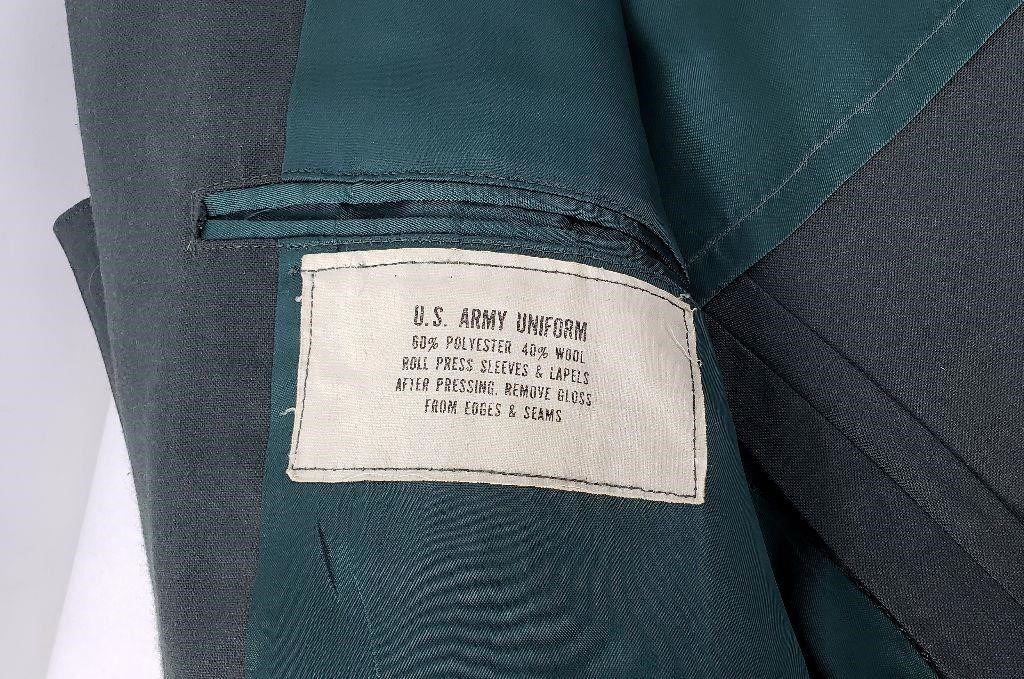 U.S. ARMY UNIFORM
60% POLYESTER 40% WOOL
ROLL PRESS SLEEVES & LAPELS
AFTER PRESSING, REMOVE GLOSS
FROM EDGES & SEAMS